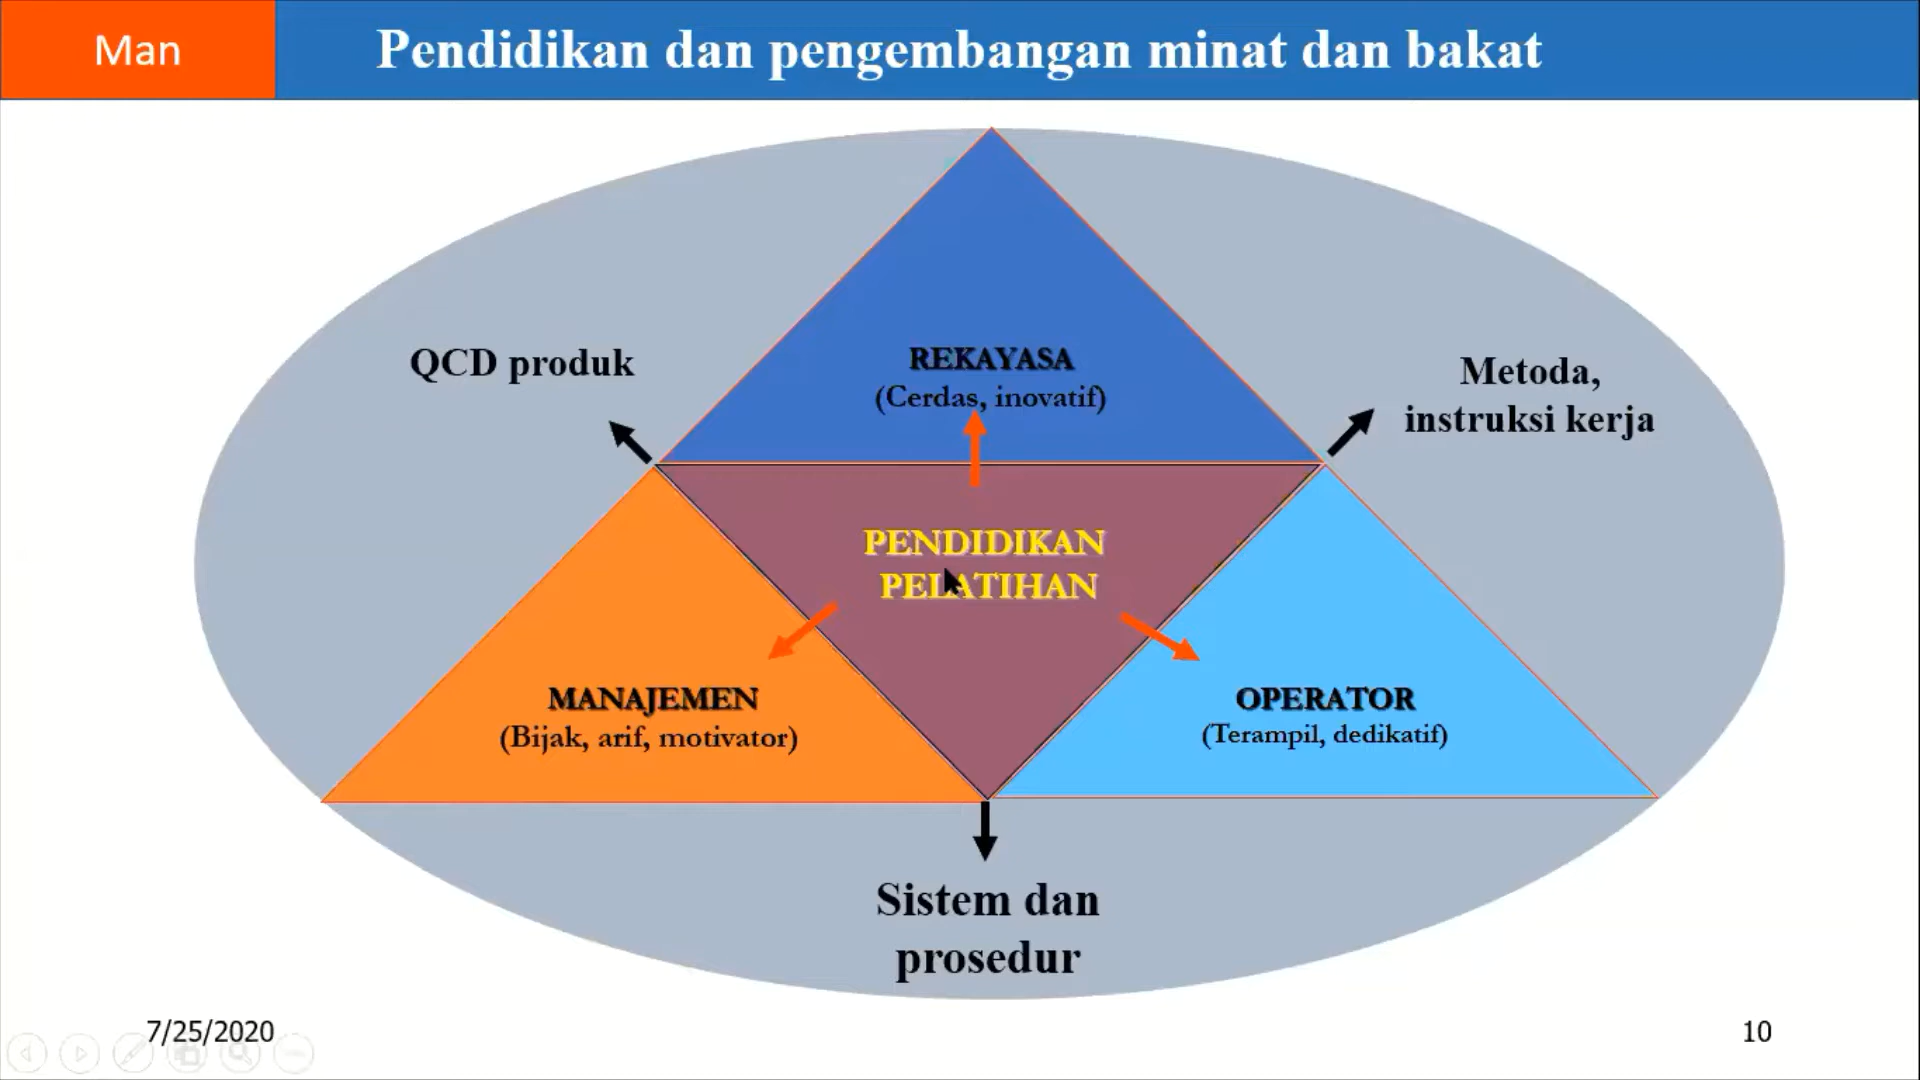 Man
Pendidikan dan pengembangan minat dan bakat
QCD produk
REKAYASA
(Cerdas, inovatif)
Metoda,
instruksi kerja
PENDIDIKAN
PELATIHAN
MANAJEMEN
(Bijak, arif, motivator)
OPERATOR
(Terampil, dedikatif)
Sistem dan
prosedur
7/25/2020
10